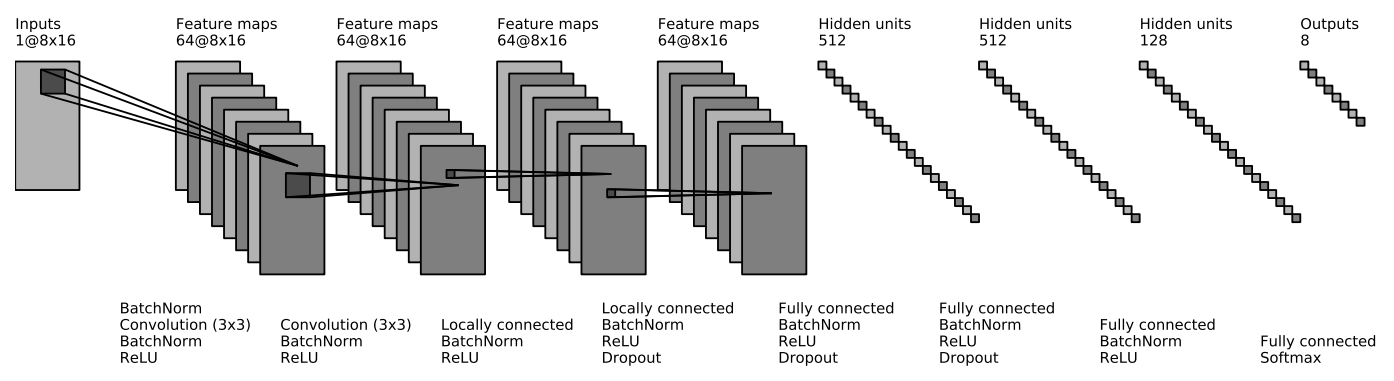 Inputs
1@8x16
Feature maps
64@8x16
Feature maps
64@8x16
Feature maps
64@8x16
Feature maps
64@8x16
Hidden units
512
Hidden units
512
Hidden units
128
Outputs
8
BatchNorm
Convolution (3x3)
BatchNorm
ReLU
Convolution (3x3)
BatchNorm
ReLU
Locally connected
BatchNorm
ReLU
Locally connected
BatchNorm
ReLU
Dropout
Fully connected
BatchNorm
ReLU
Dropout
Fully connected
BatchNorm
ReLU
Dropout
Fully connected
BatchNorm
ReLU
Fully connected
Softmax